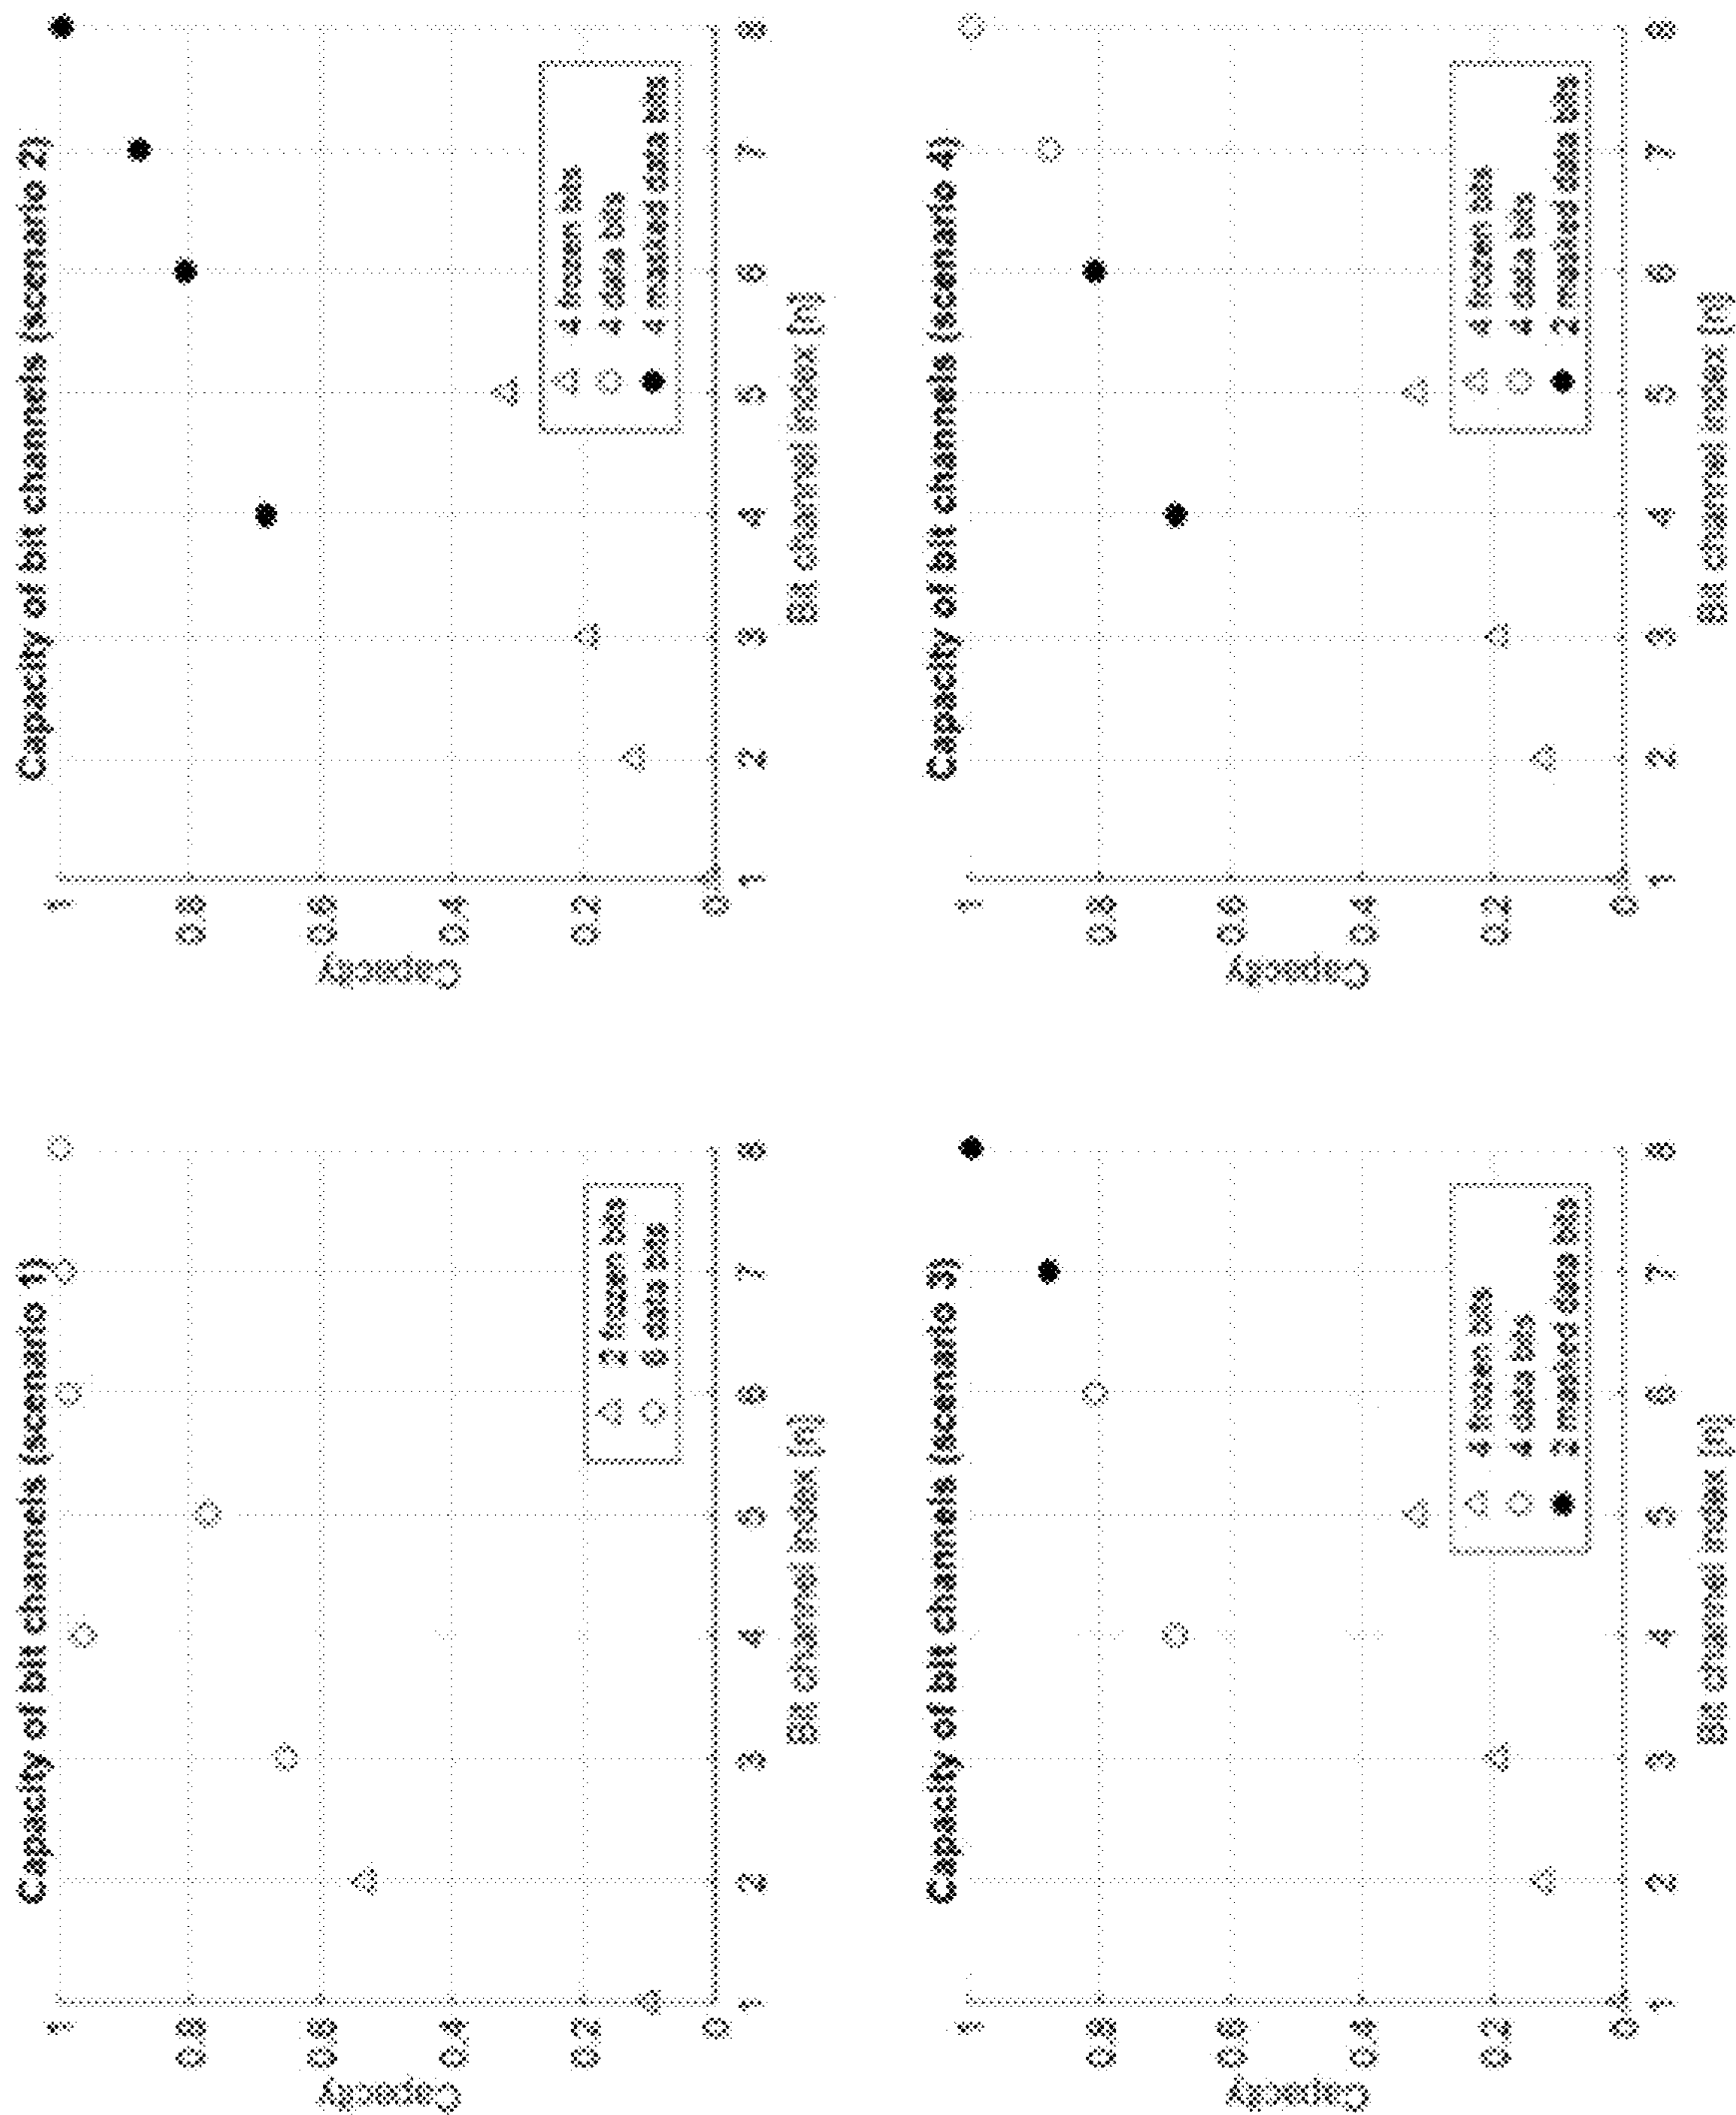 Capacity of bit channels (scenario 1)
Capacity
1
0.8
0.6
0.4
0.2
0
1 2 3 4 5 6 7 8
Bit channel index [n]
2 frozen bits
6 data bits
Capacity of bit channels (scenario 2)
Capacity
1
0.8
0.6
0.4
0.2
0
1 2 3 4 5 6 7 8
Bit channel index [n]
4 frozen bits
4 data bits
4 masked data bits
Capacity of bit channels (scenario 3)
Capacity
1
0.8
0.6
0.4
0.2
0
1 2 3 4 5 6 7 8
Bit channel index [n]
4 frozen bits
4 data bits
2 masked data bits
Capacity of bit channels (scenario 4)
Capacity
1
0.8
0.6
0.4
0.2
0
1 2 3 4 5 6 7 8
Bit channel index [n]
4 frozen bits
4 data bits
2 masked data bits